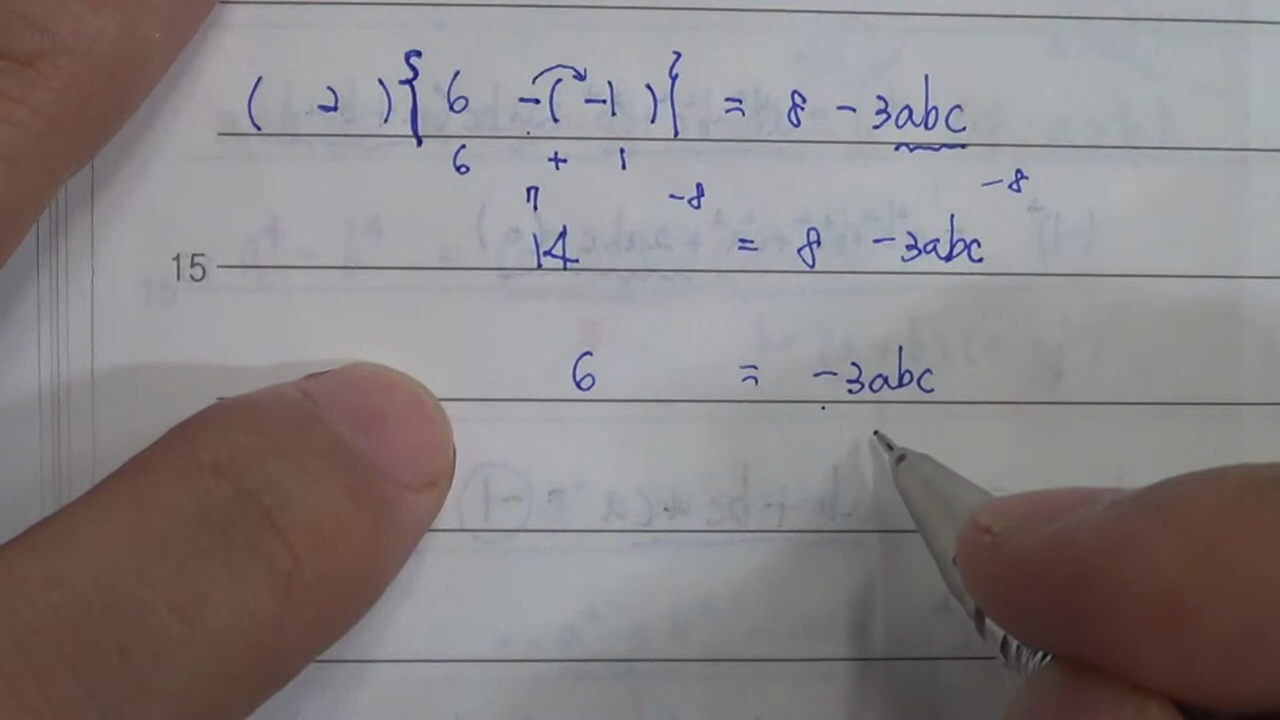 ( 2 ){ 6 -( -1 )} = 8 - 3abc
6 + 1
7 -8 -8
14 = 8 - 3abc
15
6 = -3abc